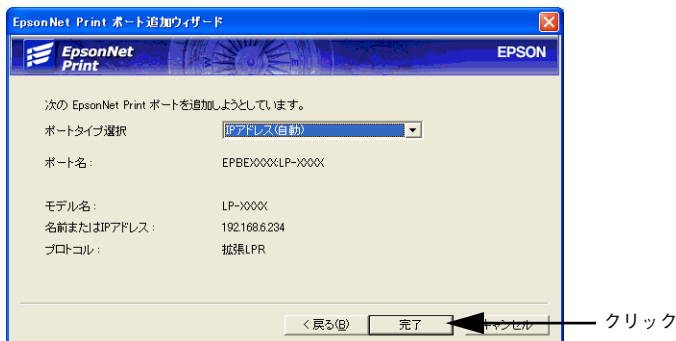 EpsonNet Print ポート追加ウィザード
EpsonNet
Print
EPSON
次の EpsonNet Print ポートを追加しようとしています。
ポートタイプ選択 IPアドレス(自動)
ポート名: EPBEXXXX:LP-XXXX
モデル名: LP-XXXX
名前またはIPアドレス: 192.168.6.234
プロトコル: 拡張LPR
< 戻る(B) 完了 キャンセル クリック